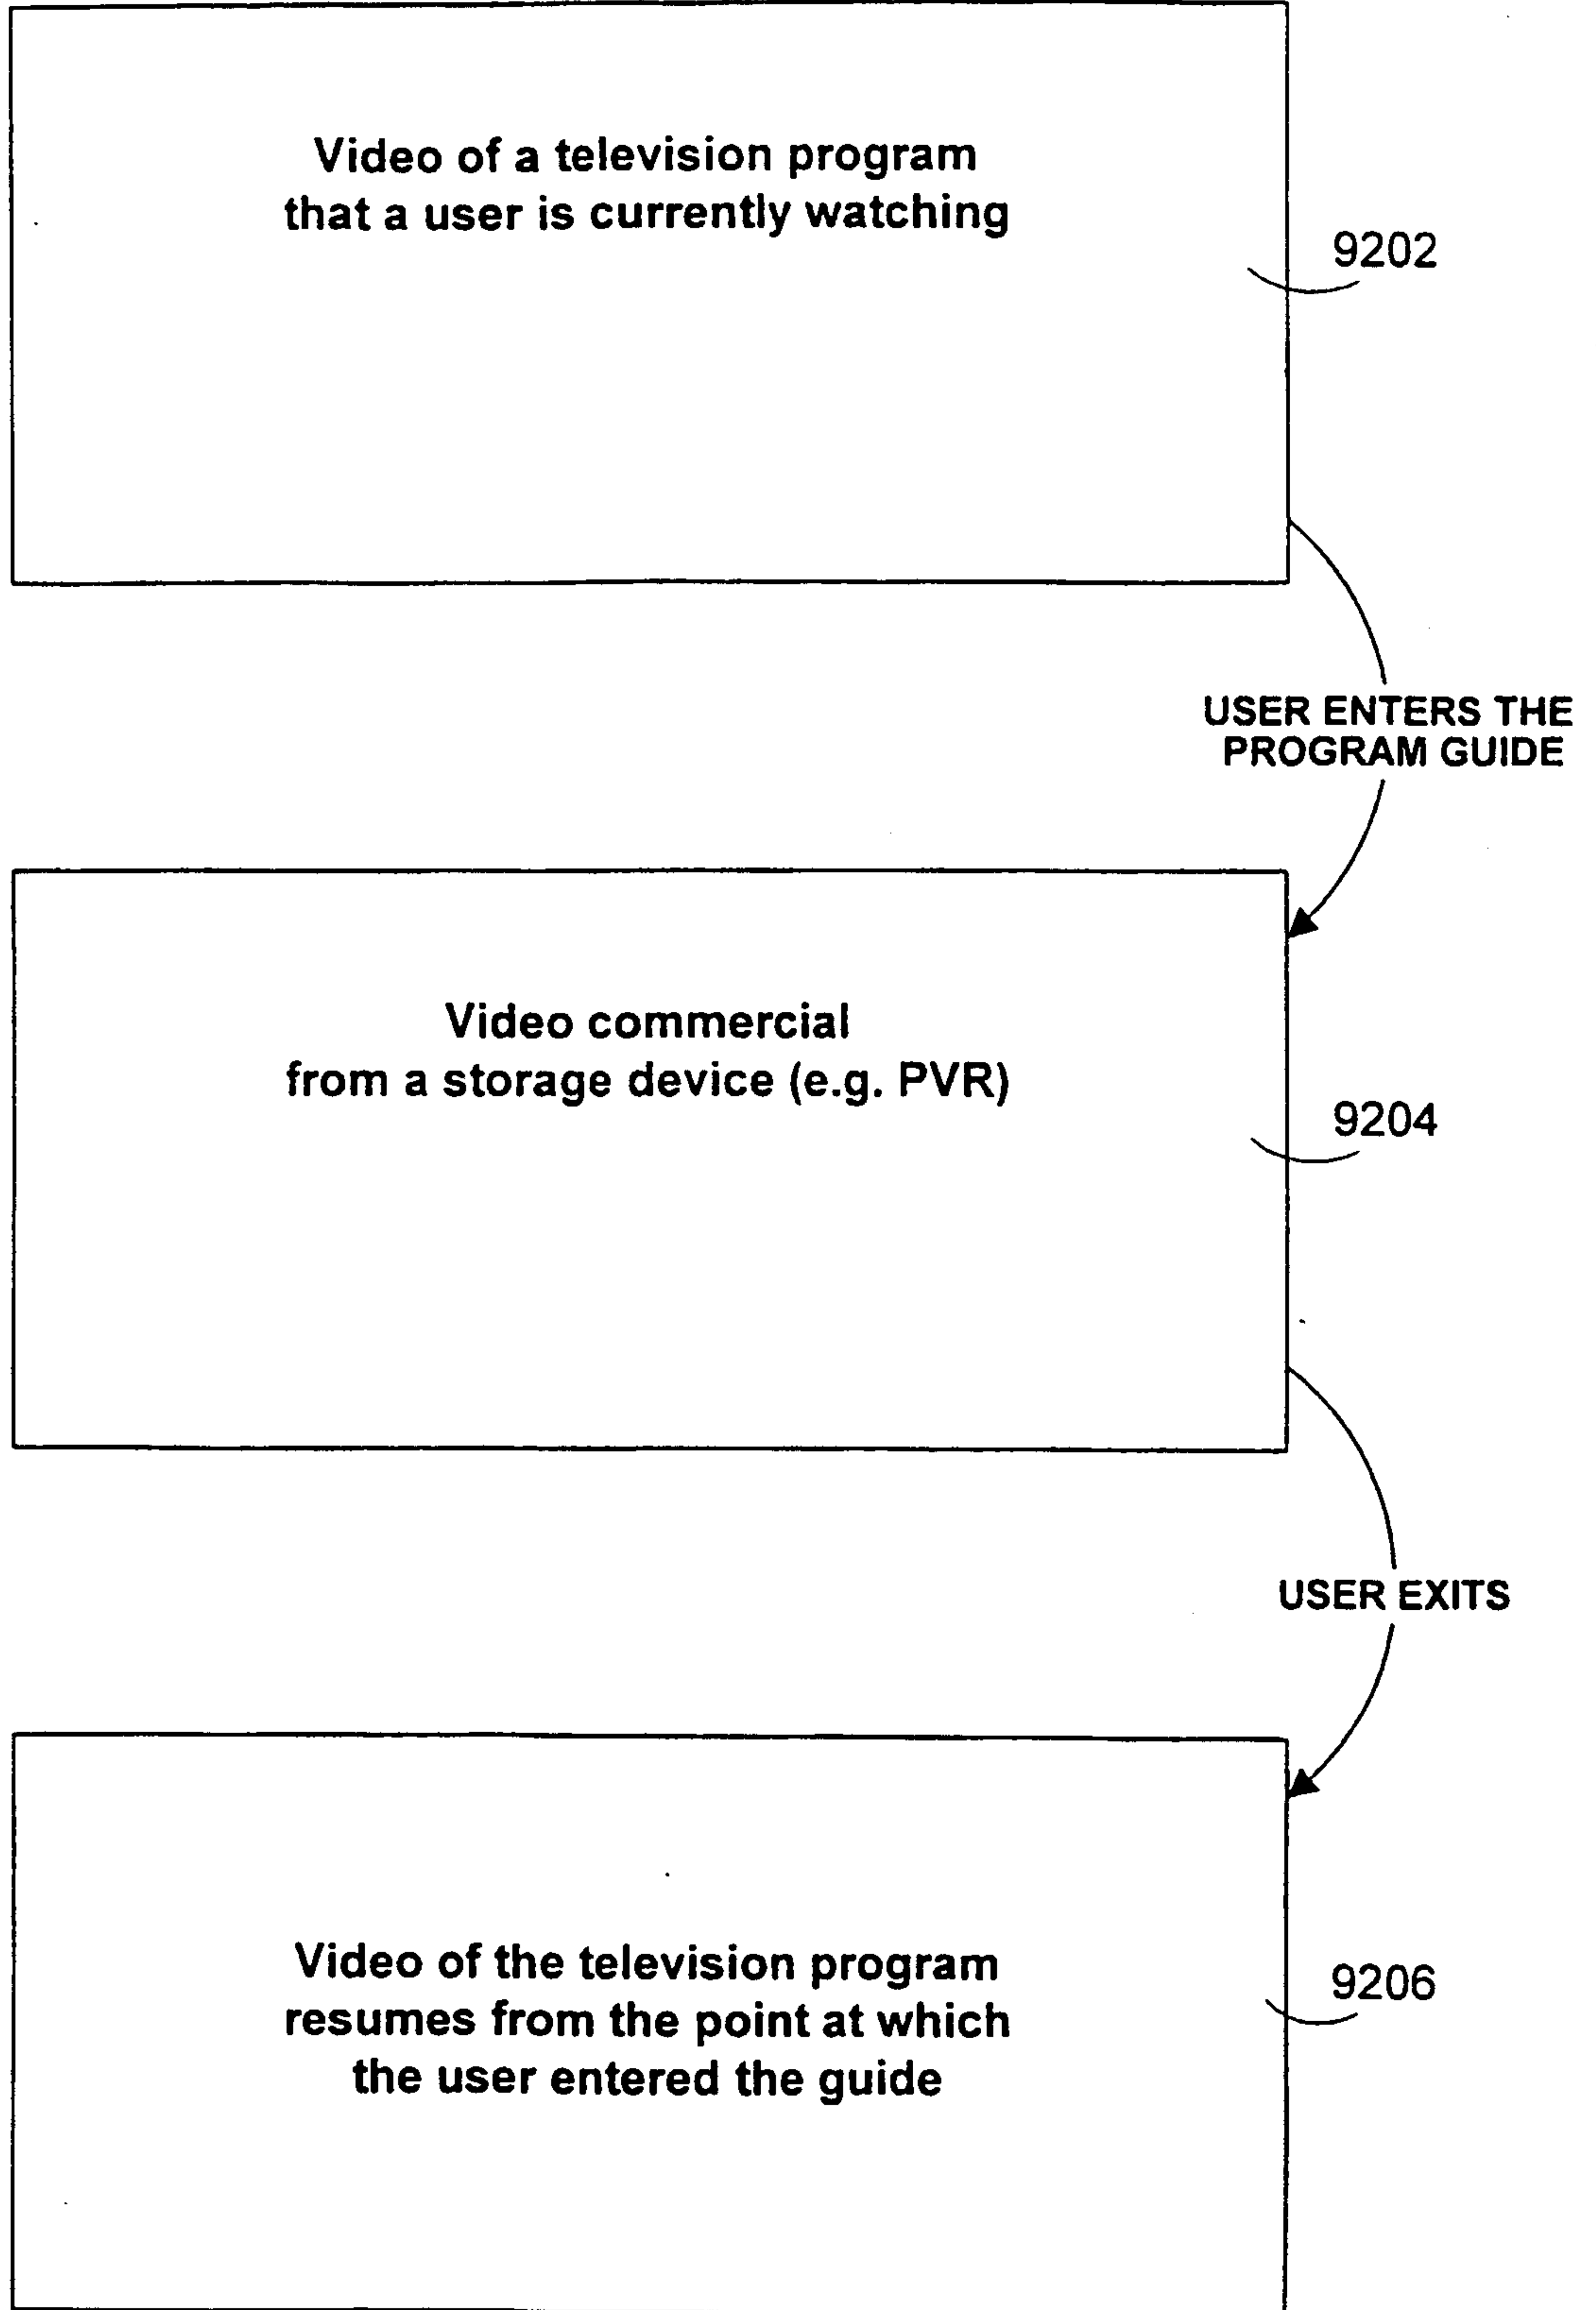 Video of a television program
that a user is currently watching
9202
USER ENTERS THE
PROGRAM GUIDE
Video commercial
from a storage device (e.g. PVR)
9204
USER EXITS
Video of the television program
resumes from the point at which
the user entered the guide
9206